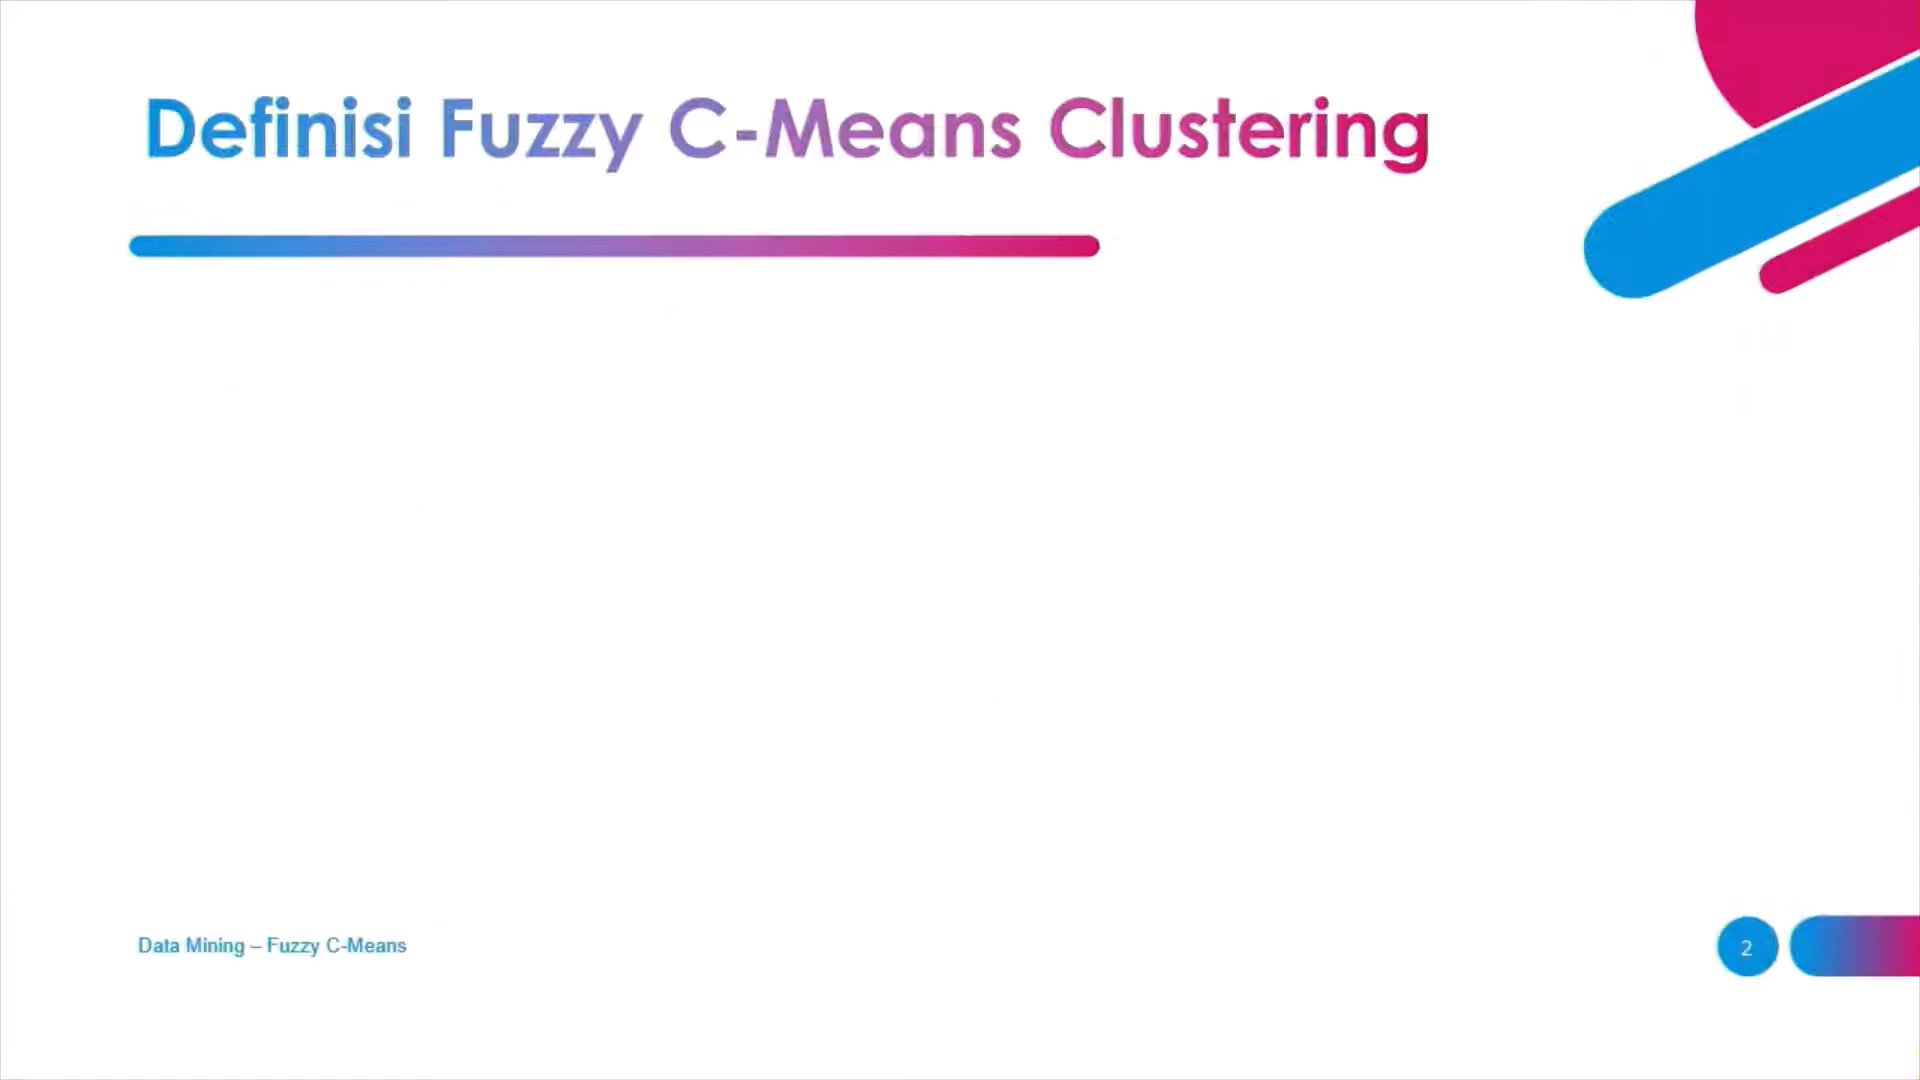 Definisi Fuzzy C-Means Clustering
Data Mining – Fuzzy C-Means
2